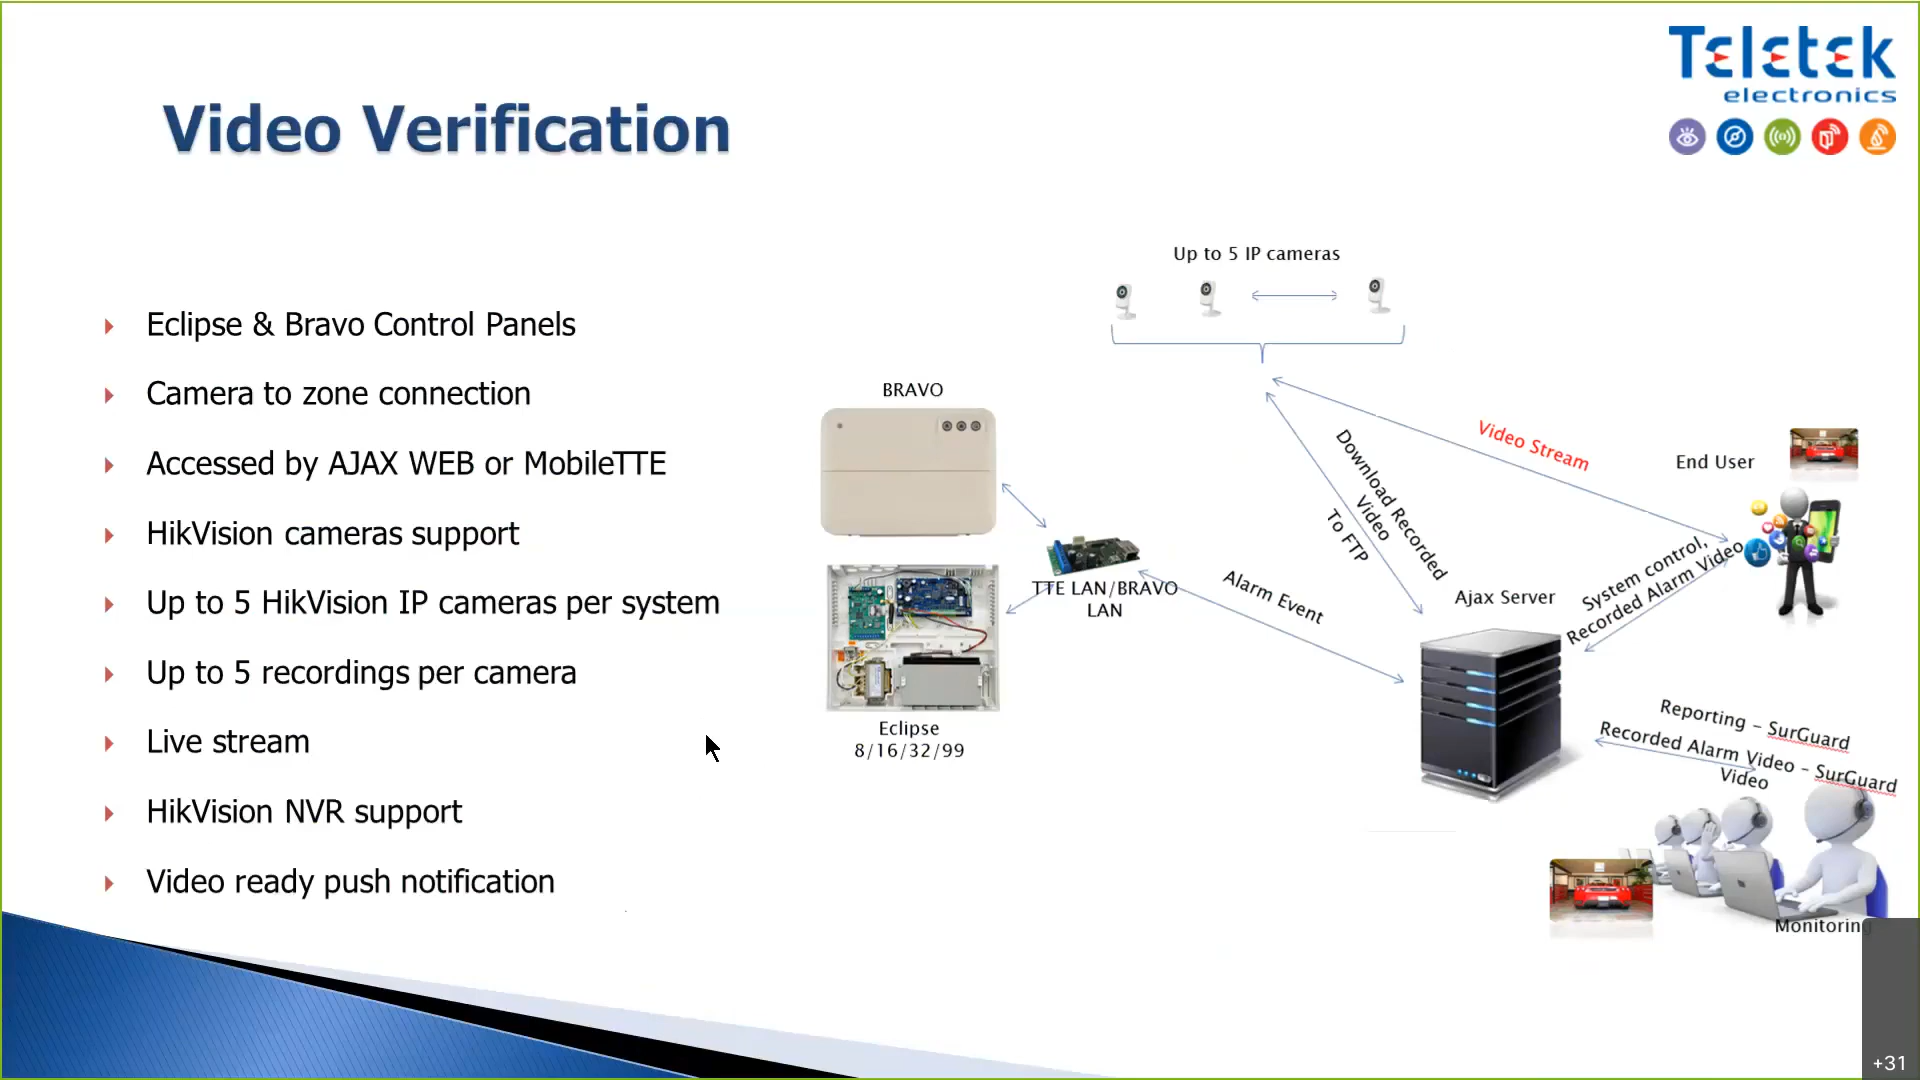 Teletek
electronics
Video Verification
Eclipse & Bravo Control Panels
Camera to zone connection
Accessed by AJAX WEB or MobileTTE
HikVision cameras support
Up to 5 HikVision IP cameras per system
Up to 5 recordings per camera
Live stream
HikVision NVR support
Video ready push notification
Up to 5 IP cameras
BRAVO
TTE LAN/BRAVO
LAN
Eclipse
8/16/32/99
Alarm Event
Download Recorded
Video
To FTP
Video Stream
End User
Ajax Server
System control,
Recorded Alarm Video
Reporting – SurGuard
Recorded Alarm Video – SurGuard
Video
Monitoring
+31